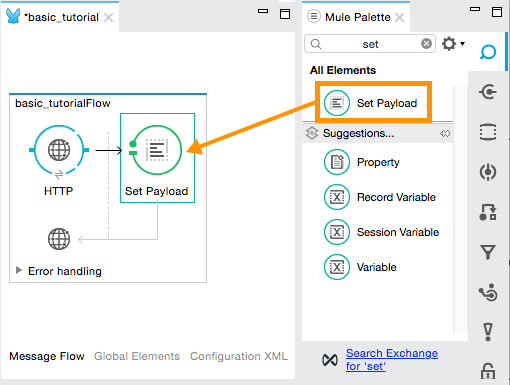 *basic_tutorial
Mule Palette
set
All Elements
Set Payload
basic_tutorialFlow
Suggestions...
Property
HTTP
Set Payload
Record Variable
Session Variable
Error handling
Variable
Message Flow Global Elements Configuration XML
Search Exchange
for 'set'